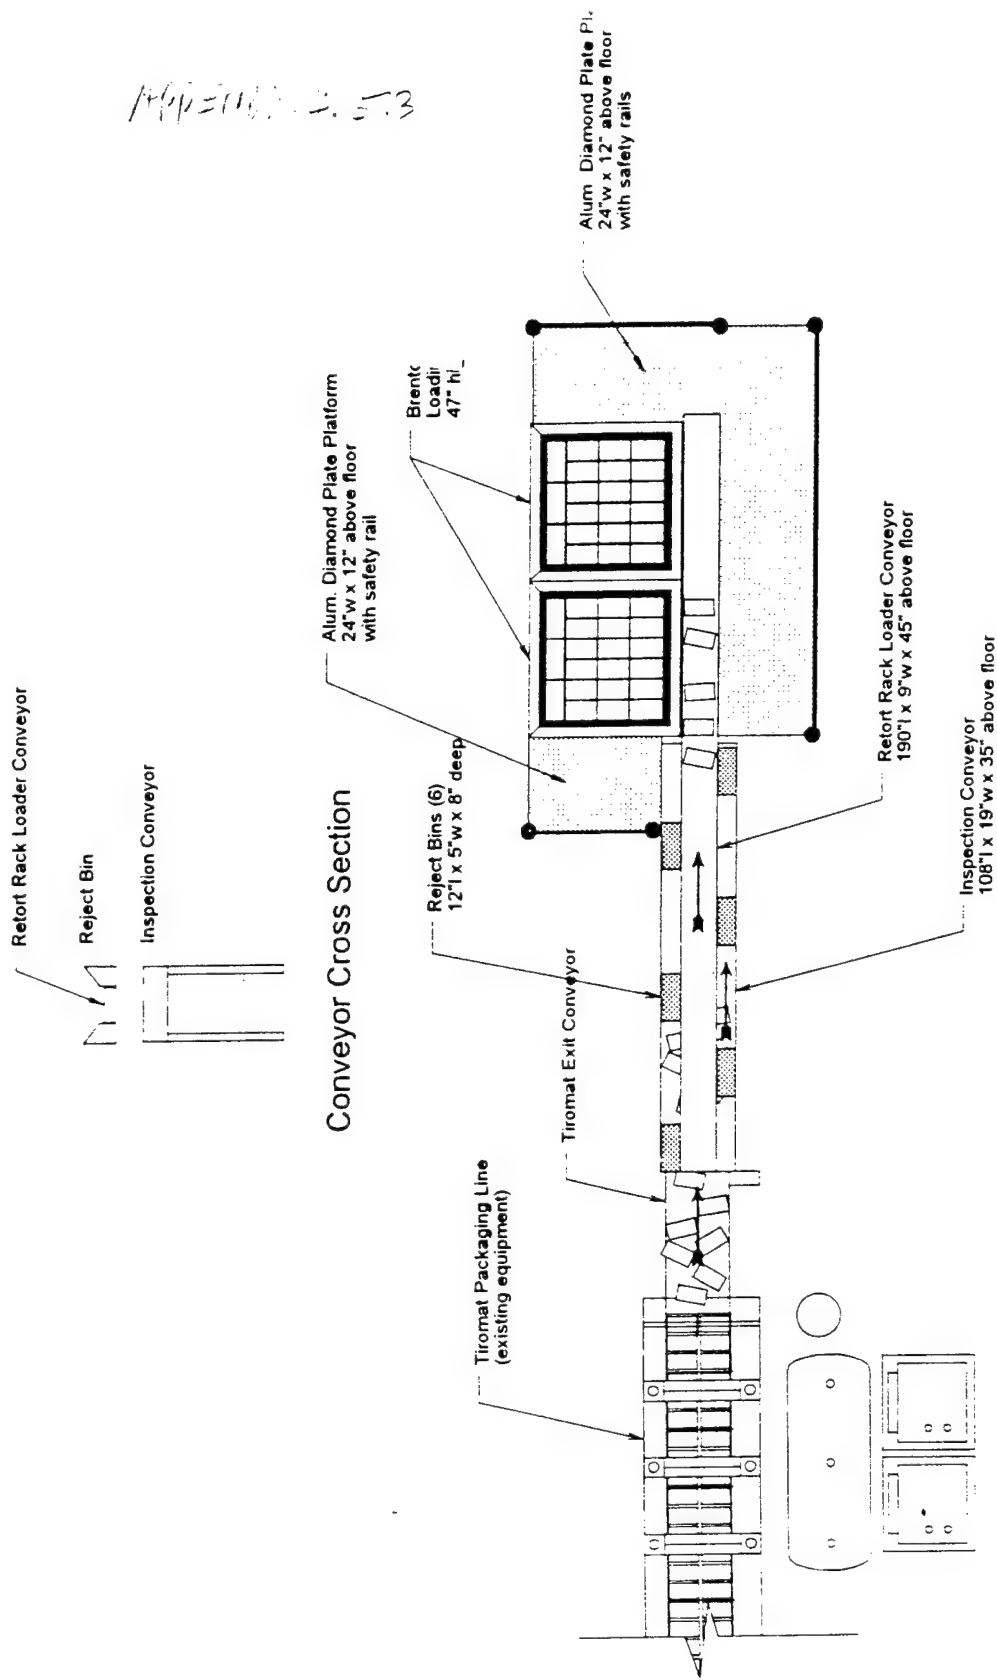 Retort Rack Loader Conveyor
Reject Bin
Inspection Conveyor
Conveyor Cross Section
Alum. Diamond Plate Platform
24"w x 12" above floor
with safety rail
Loadir
47" h
Alum Diamond Plate
24"w x 12" above floor
with safety rails
Reject Bins (6)
12"l x 5"w x 8" deep
Tiromat Exit Conveyor
Tiromat Packaging Line
(existing equipment)
Retort Rack Loader Conveyor
190"l x 9"w x 45" above floor
Inspection Conveyor
108"l x 19"w x 35" above floor